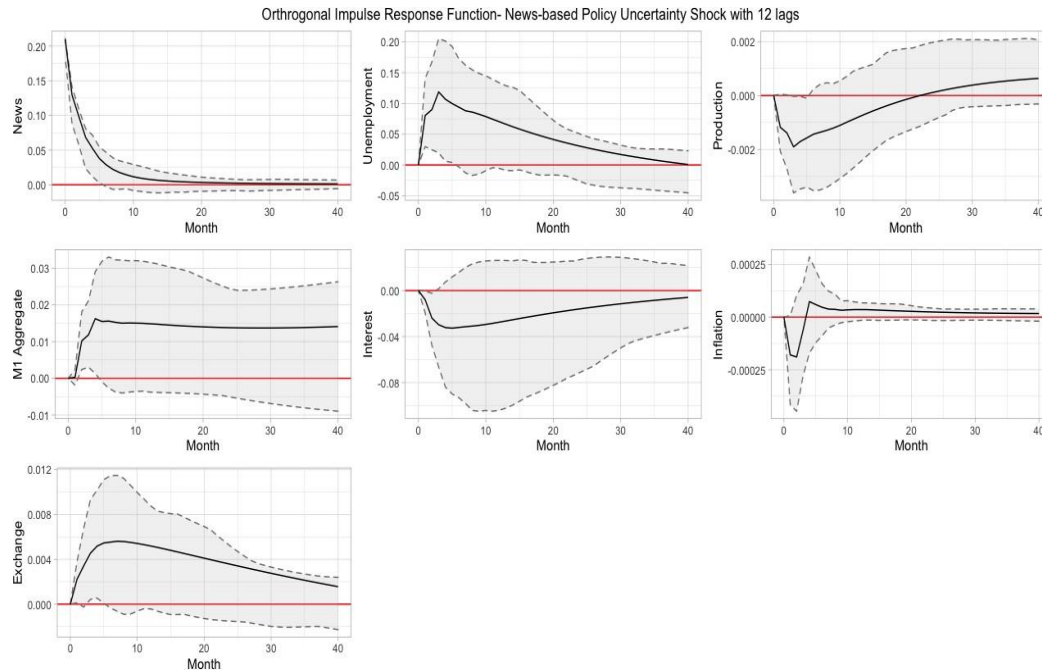 Orthrogonal Impulse Response Function- News-based Policy Uncertainty Shock with 12 lags
News
0.20
0.15
0.10
0.05
0.00
0 10 20 30 40
Month
Unemployment
0.20
0.15
0.10
0.05
0.00
-0.05
0 10 20 30 40
Month
Production
0.002
0.000
-0.002
0 10 20 30 40
Month
M1 Aggregate
0.03
0.02
0.01
0.00
-0.01
0 10 20 30 40
Month
Interest
0.00
-0.04
-0.08
0 10 20 30 40
Month
Inflation
0.00025
0.00000
-0.00025
0 10 20 30 40
Month
Exchange
0.012
0.008
0.004
0.000
0 10 20 30 40
Month